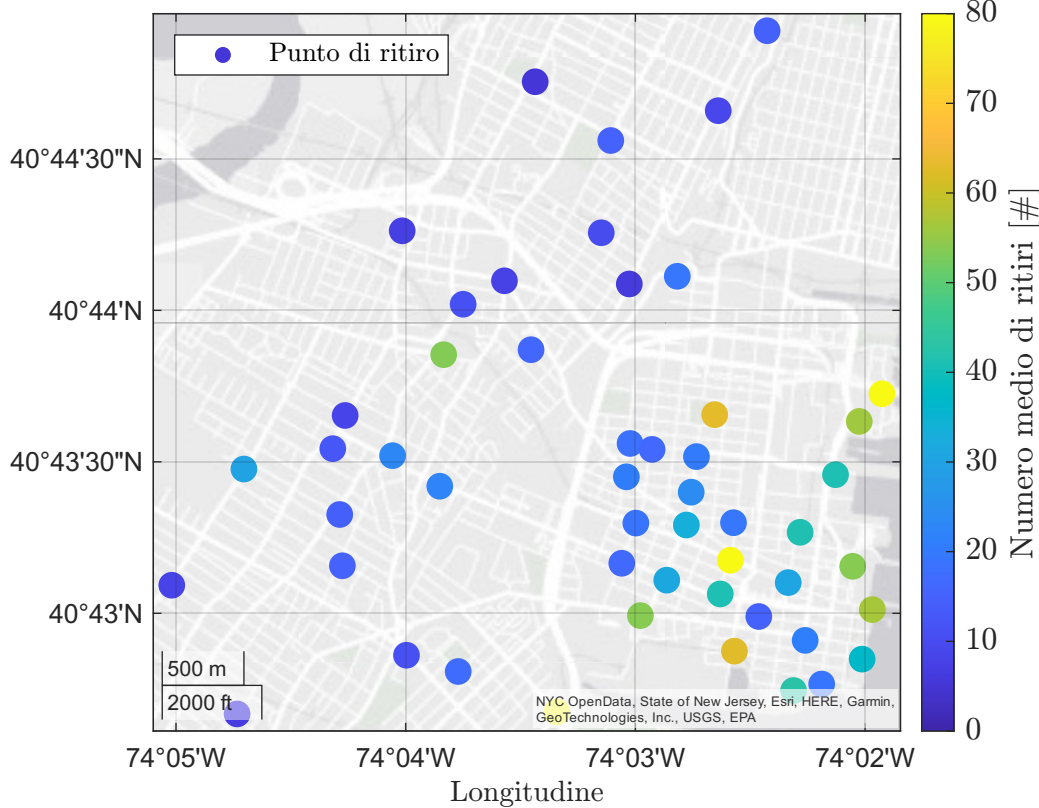 Punto di ritiro
40°44'30"N
40°44'N
40°43'30"N
40°43'N
500 m
2000 ft
NYC OpenData, State of New Jersey, Esri, HERE, Garmin,
GeoTechnologies, Inc., USGS, EPA
74°05'W
74°04'W
74°03'W
74°02'W
Longitudine
80
70
60
50
40
30
20
10
0
Numero medio di ritiri [#]